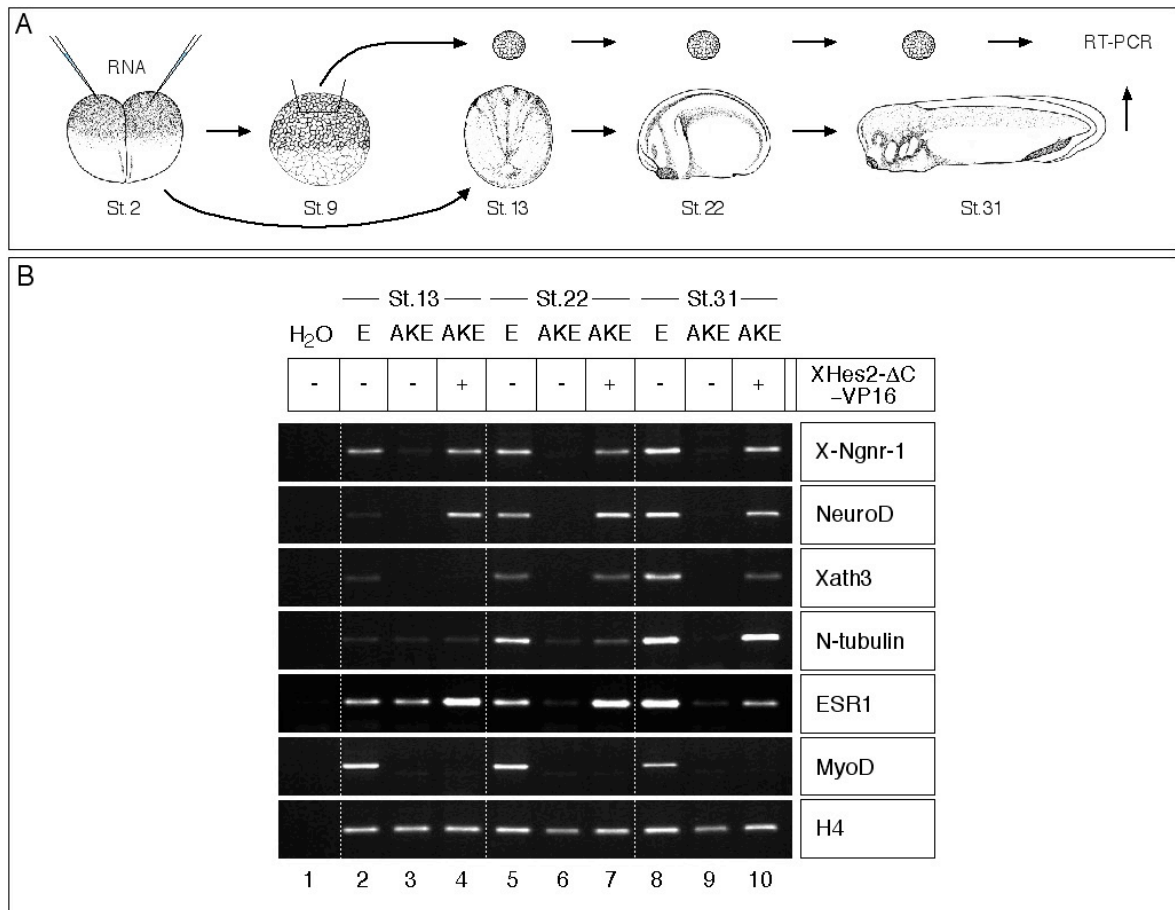 A
RNA
RT-PCR
St.2
St.9
St.13
St.22
St.31
B
St.13 St.22 St.31
H₂O E AKE AKE E AKE AKE E AKE AKE
- - - + - - + - - + XHes2-ΔC
–VP16
X-Ngnr-1
NeuroD
Xath3
N-tubulin
ESR1
MyoD
H4
1 2 3 4 5 6 7 8 9 10